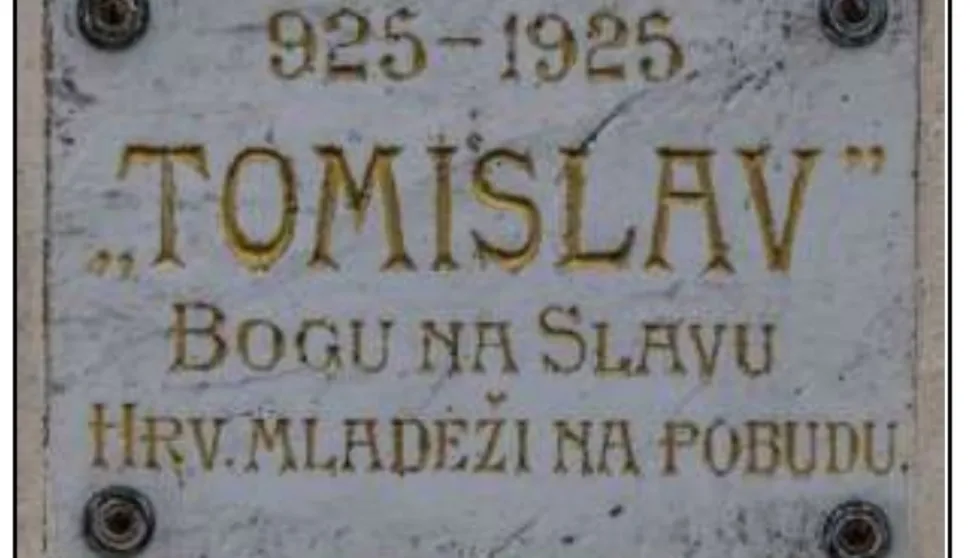 925-1925
„TOMISLAV”
BOGU NA SLAVU
HRV. MLADEŽI NA POBUDU.